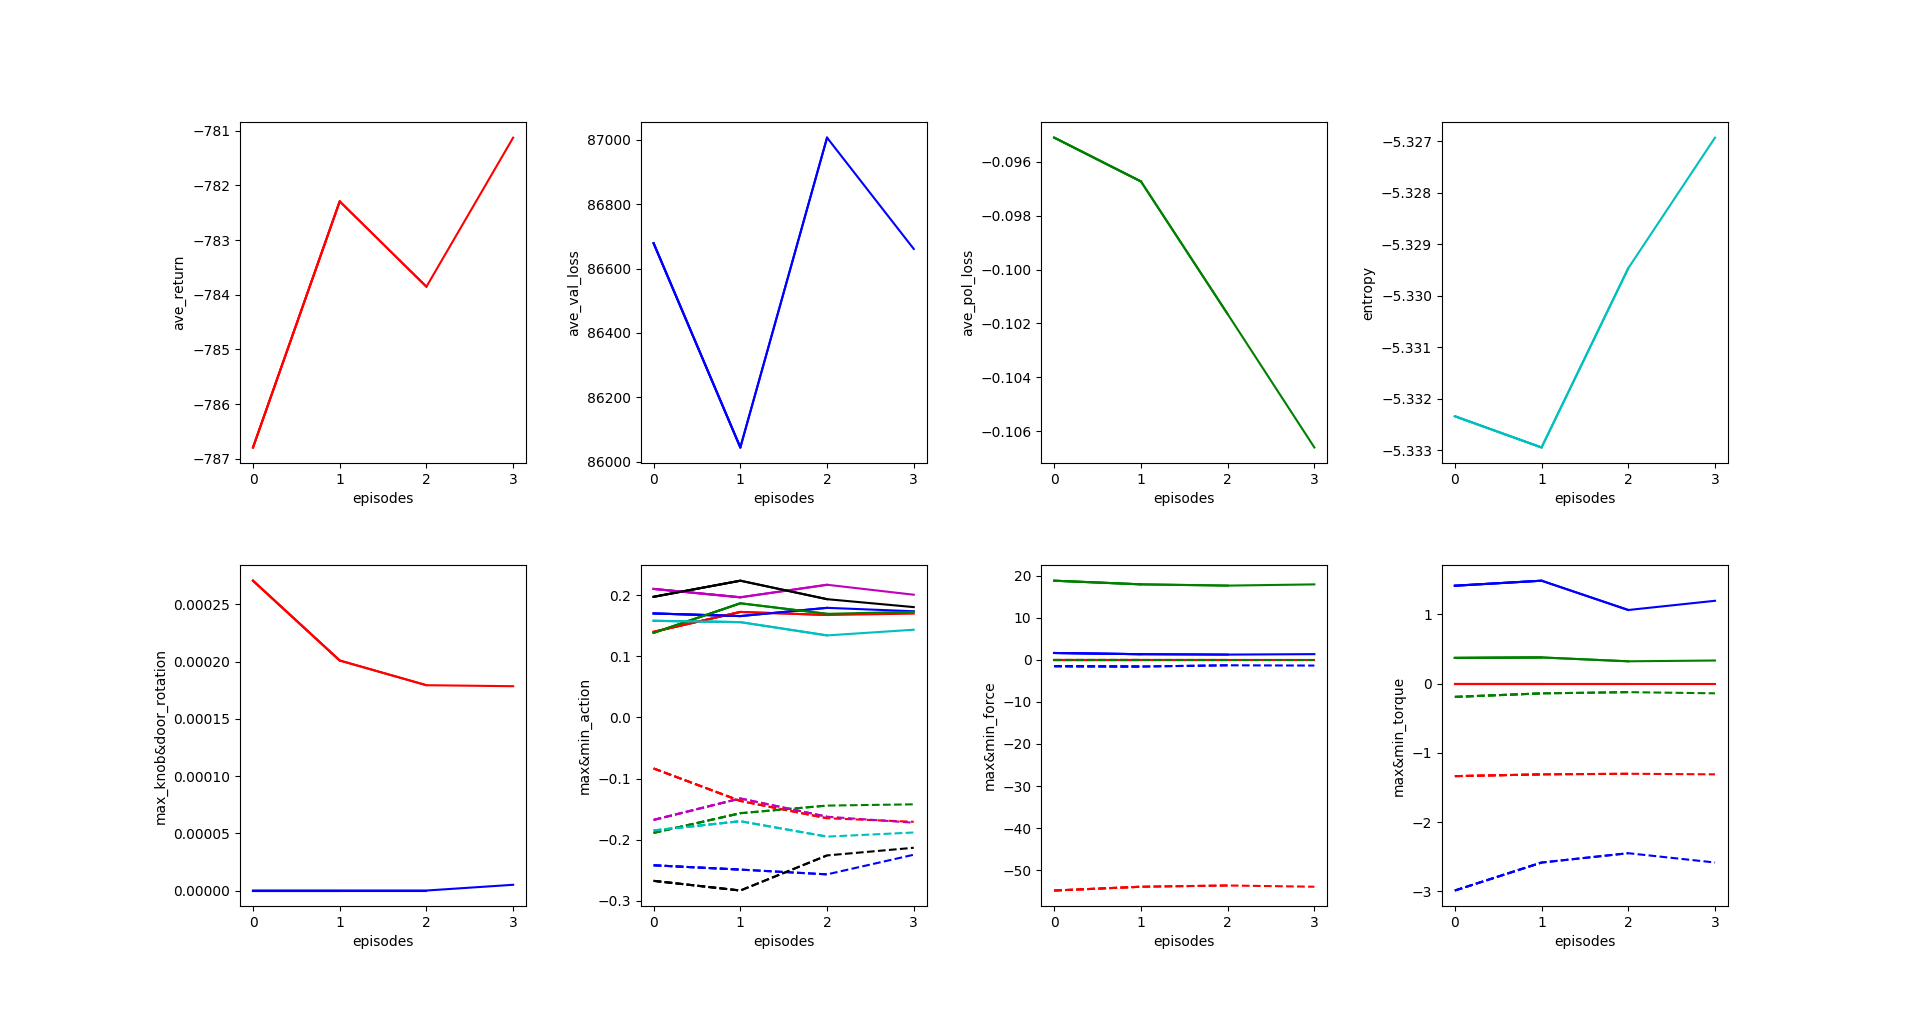 −781
−782
−783
−784
−785
−786
−787
ave_return
0 1 2 3
episodes
87000
86800
86600
86400
86200
86000
ave_val_loss
0 1 2 3
episodes
−0.096
−0.098
−0.100
−0.102
−0.104
−0.106
ave_pol_loss
0 1 2 3
episodes
−5.327
−5.328
−5.329
−5.330
−5.331
−5.332
−5.333
entropy
0 1 2 3
episodes
0.00025
0.00020
0.00015
0.00010
0.00005
0.00000
max_knob&door_rotation
0 1 2 3
episodes
0.2
0.1
0.0
−0.1
−0.2
−0.3
max&min_action
0 1 2 3
episodes
20
10
0
−10
−20
−30
−40
−50
max&min_force
0 1 2 3
episodes
1
0
−1
−2
−3
max&min_torque
0 1 2 3
episodes